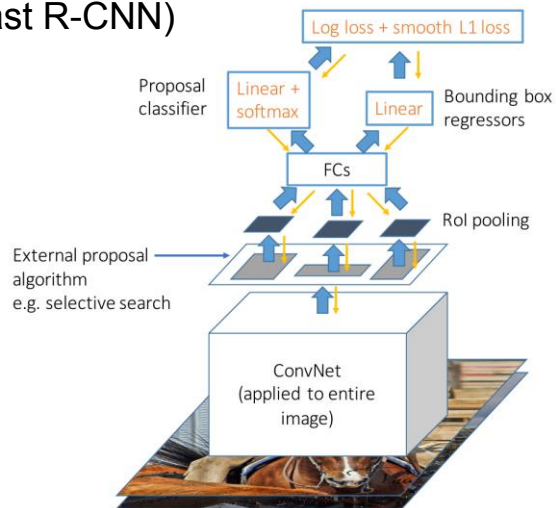 ast R-CNN)
Log loss + smooth L1 loss
Proposal
classifier
Linear +
softmax
Linear
Bounding box
regressors
FCs
RoI pooling
External proposal
algorithm
e.g. selective search
ConvNet
(applied to entire
image)